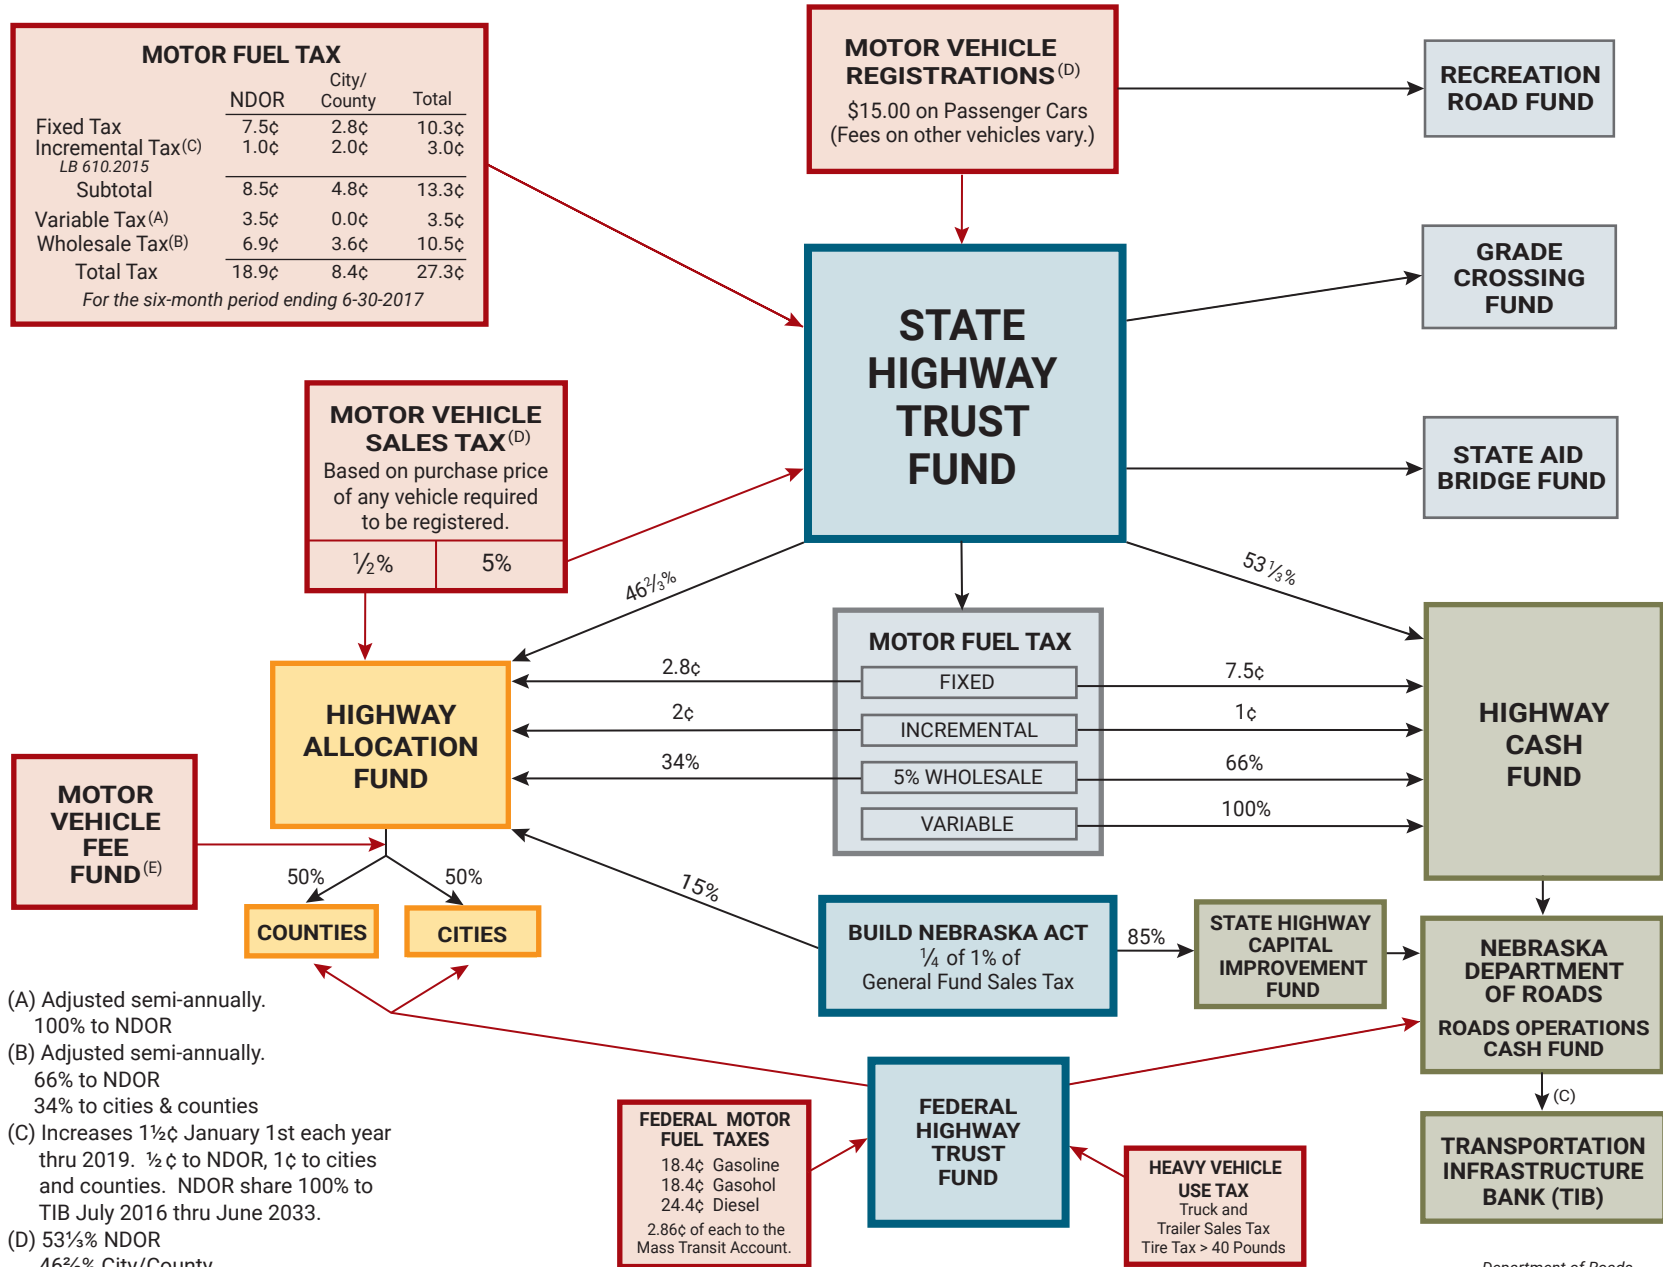 MOTOR FUEL TAX
NDOR City/ County Total
Fixed Tax 7.5¢ 2.8¢ 10.3¢
Incremental Tax(C) 1.0¢ 2.0¢ 3.0¢
LB 610.2015
Subtotal 8.5¢ 4.8¢ 13.3¢
Variable Tax(A) 3.5¢ 0.0¢ 3.5¢
Wholesale Tax(B) 6.9¢ 3.6¢ 10.5¢
Total Tax 18.9¢ 8.4¢ 27.3¢
For the six-month period ending 6-30-2017
MOTOR VEHICLE
REGISTRATIONS(D)
$15.00 on Passenger Cars
(Fees on other vehicles vary.)
RECREATION
ROAD FUND
GRADE
CROSSING
FUND
STATE
HIGHWAY
TRUST
FUND
MOTOR VEHICLE
SALES TAX(D)
Based on purchase price
of any vehicle required
to be registered.
½% 5%
STATE AID
BRIDGE FUND
46⅔%
53⅓%
MOTOR FUEL TAX
2.8¢ FIXED 7.5¢
2¢ INCREMENTAL 1¢
34% 5% WHOLESALE 66%
VARIABLE 100%
HIGHWAY
ALLOCATION
FUND
HIGHWAY
CASH
FUND
MOTOR
VEHICLE
FEE
FUND(E)
50% 50%
COUNTIES CITIES
15%
BUILD NEBRASKA ACT
¼ of 1% of
General Fund Sales Tax
85%
STATE HIGHWAY
CAPITAL
IMPROVEMENT
FUND
NEBRASKA
DEPARTMENT
OF ROADS
ROADS OPERATIONS
CASH FUND
(C)
TRANSPORTATION
INFRASTRUCTURE
BANK (TIB)
FEDERAL MOTOR
FUEL TAXES
18.4¢ Gasoline
18.4¢ Gasohol
24.4¢ Diesel
2.86¢ of each to the
Mass Transit Account.
FEDERAL
HIGHWAY
TRUST
FUND
HEAVY VEHICLE
USE TAX
Truck and
Trailer Sales Tax
Tire Tax > 40 Pounds
(A) Adjusted semi-annually.
100% to NDOR
(B) Adjusted semi-annually.
66% to NDOR
34% to cities & counties
(C) Increases 1½¢ January 1st each year
thru 2019. ½ ¢ to NDOR, 1¢ to cities
and counties. NDOR share 100% to
TIB July 2016 thru June 2033.
(D) 53⅓% NDOR
46⅔% City/County
Department of Roads